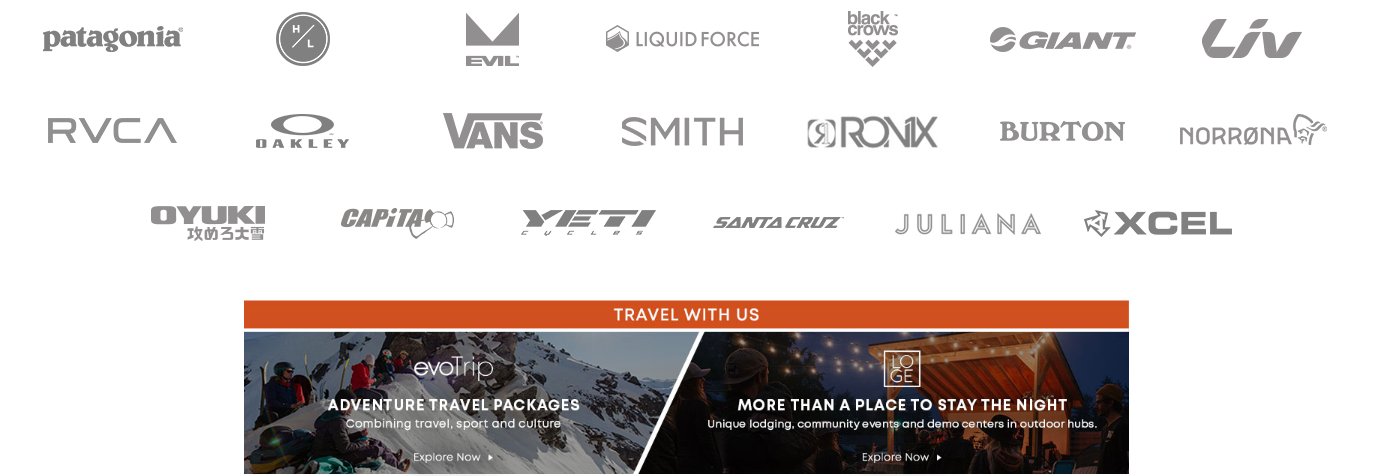 patagonia®
H L
EVIL
LIQUID FORCE
black crows
GIANT®
Liv
RVCA
OAKLEY
VANS
SMITH
RONIX
BURTON
NORRØNA®
OYUKI
攻めろ大雪
CAPiTA
YETI
CYCLES
SANTA CRUZ
JULIANA
XCEL
TRAVEL WITH US
evoTrip
ADVENTURE TRAVEL PACKAGES
Combining travel, sport and culture
Explore Now
LOGE
MORE THAN A PLACE TO STAY THE NIGHT
Unique lodging, community events and demo centers in outdoor hubs.
Explore Now